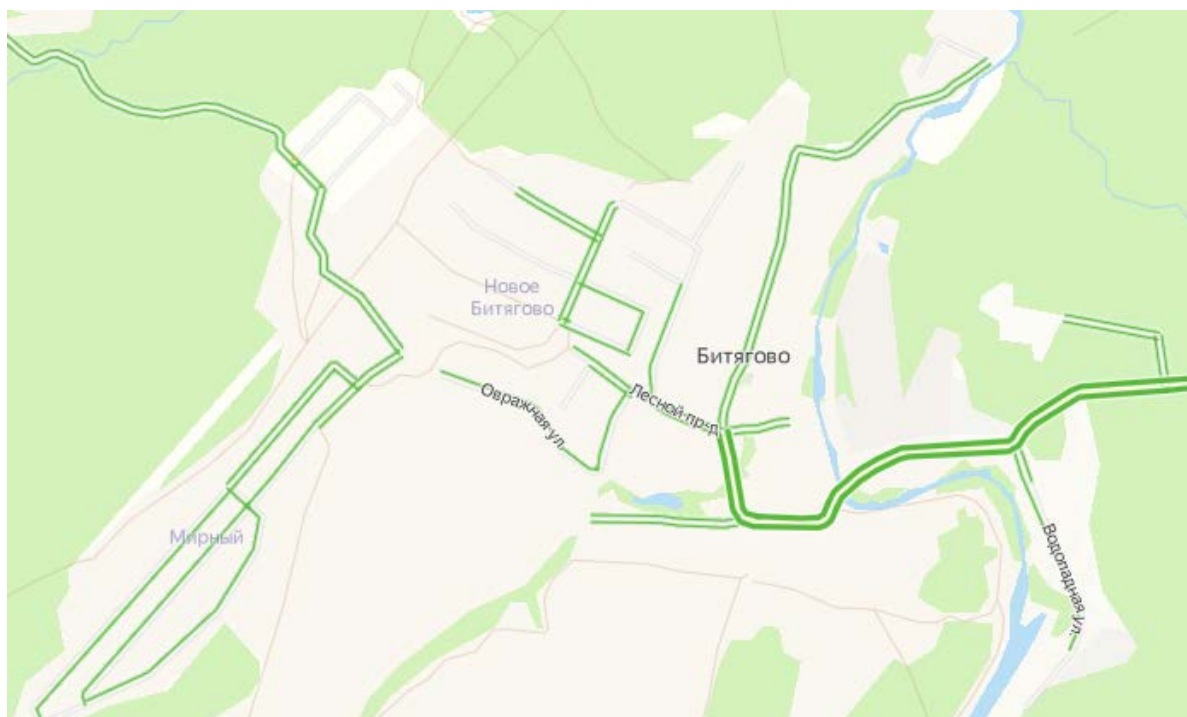 Новое
Битягово
Битягово
Лесной пр-д
Овражная ул.
Мирный
Водопадная ул.